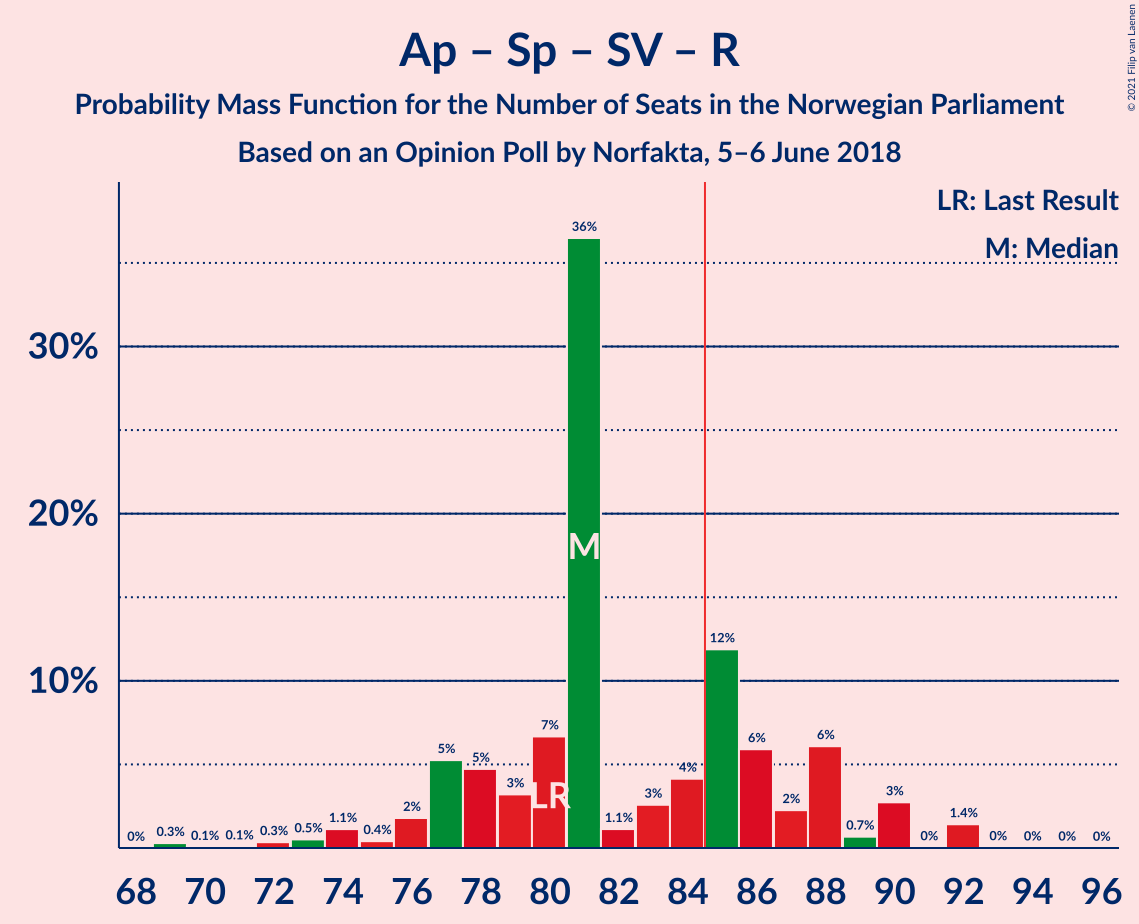 Ap – Sp – SV – R
Probability Mass Function for the Number of Seats in the Norwegian Parliament
Based on an Opinion Poll by Norfakta, 5–6 June 2018
© 2021 Filip van Laenen
LR: Last Result
M: Median
30%
20%
10%
0% 0.3% 0.1% 0.1% 0.3% 0.5% 1.1% 0.4% 2% 5% 5% 3% 7% 36% 1.1% 3% 4% 12% 6% 2% 6% 0.7% 3% 0% 1.4% 0% 0% 0% 0%
M
LR
68 70 72 74 76 78 80 82 84 86 88 90 92 94 96